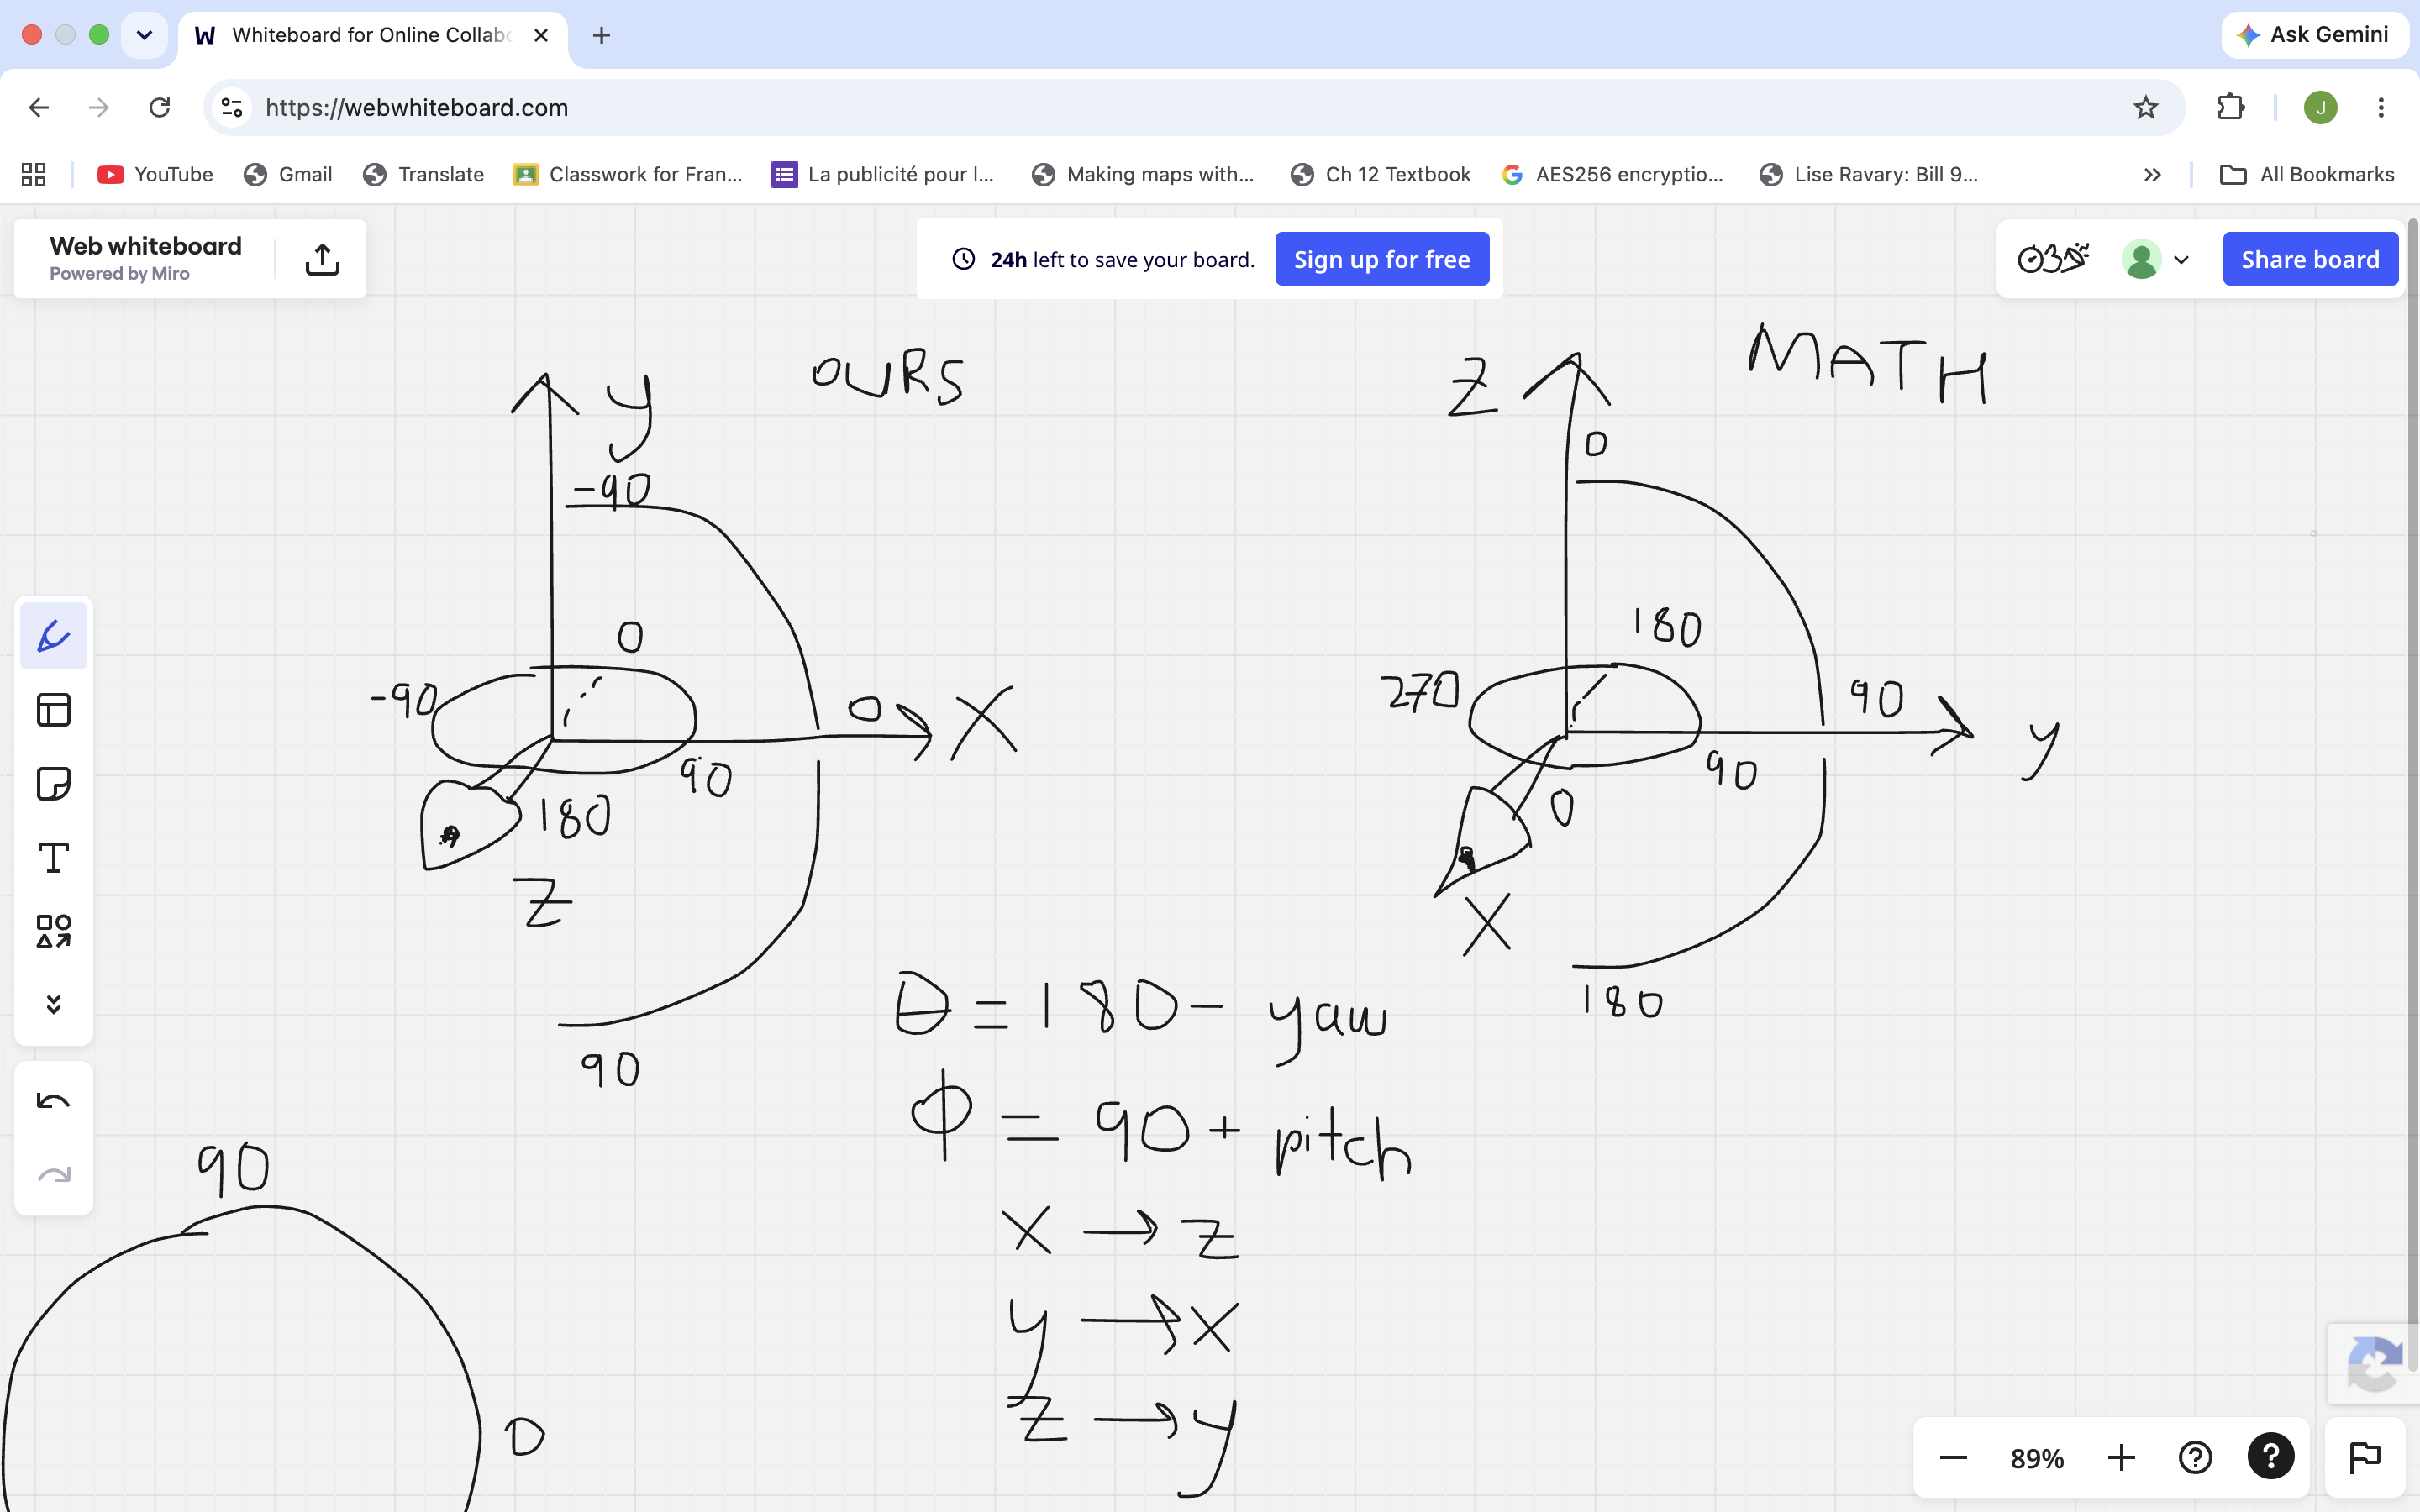 Whiteboard for Online Collabo
Ask Gemini
https://webwhiteboard.com
J
YouTube
Gmail
Translate
Classwork for Fran...
La publicité pour l...
Making maps with...
Ch 12 Textbook
AES256 encryptio...
Lise Ravary: Bill 9...
All Bookmarks
Web whiteboard
Powered by Miro
24h left to save your board.
Sign up for free
Share board
OURS
MATH
y
z
-90
0
0
180
-90
0
X
270
90
y
90
90
180
0
z
X
90
180
θ = 180 - yaw
ϕ = 90 + pitch
x → z
y → x
z → y
90
0
89%